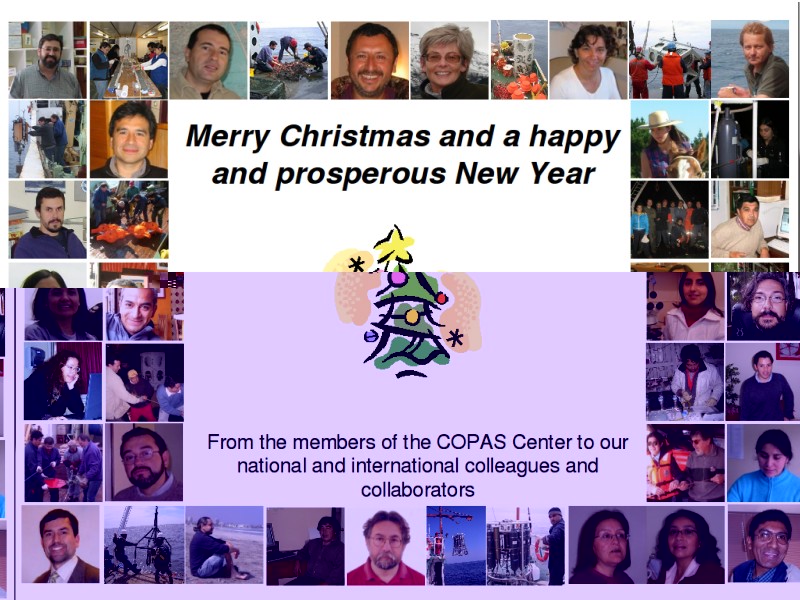 Merry Christmas and a happy
and prosperous New Year
From the members of the COPAS Center to our
national and international colleagues and
collaborators